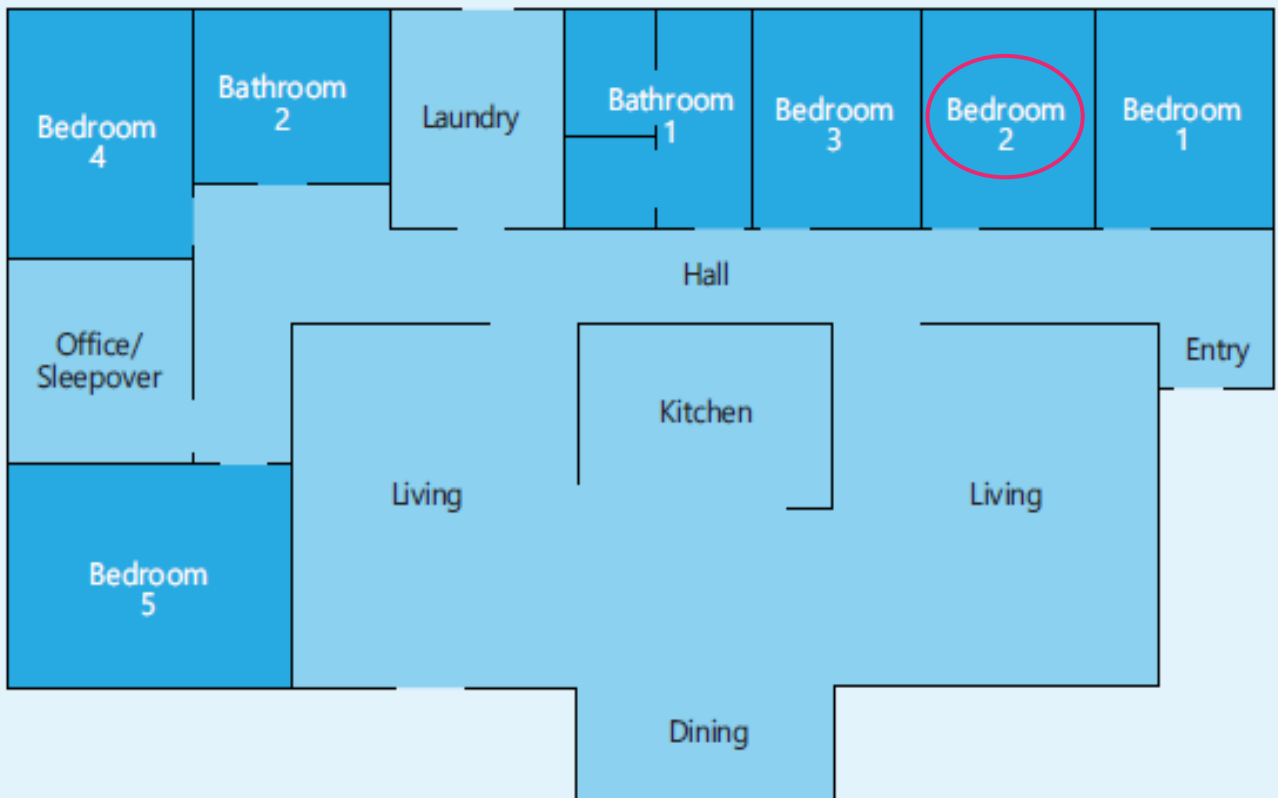 Bedroom
4
Bathroom
2
Laundry
Bathroom
1
Bedroom
3
Bedroom
2
Bedroom
1
Hall
Office/
Sleepover
Entry
Kitchen
Living
Living
Bedroom
5
Dining